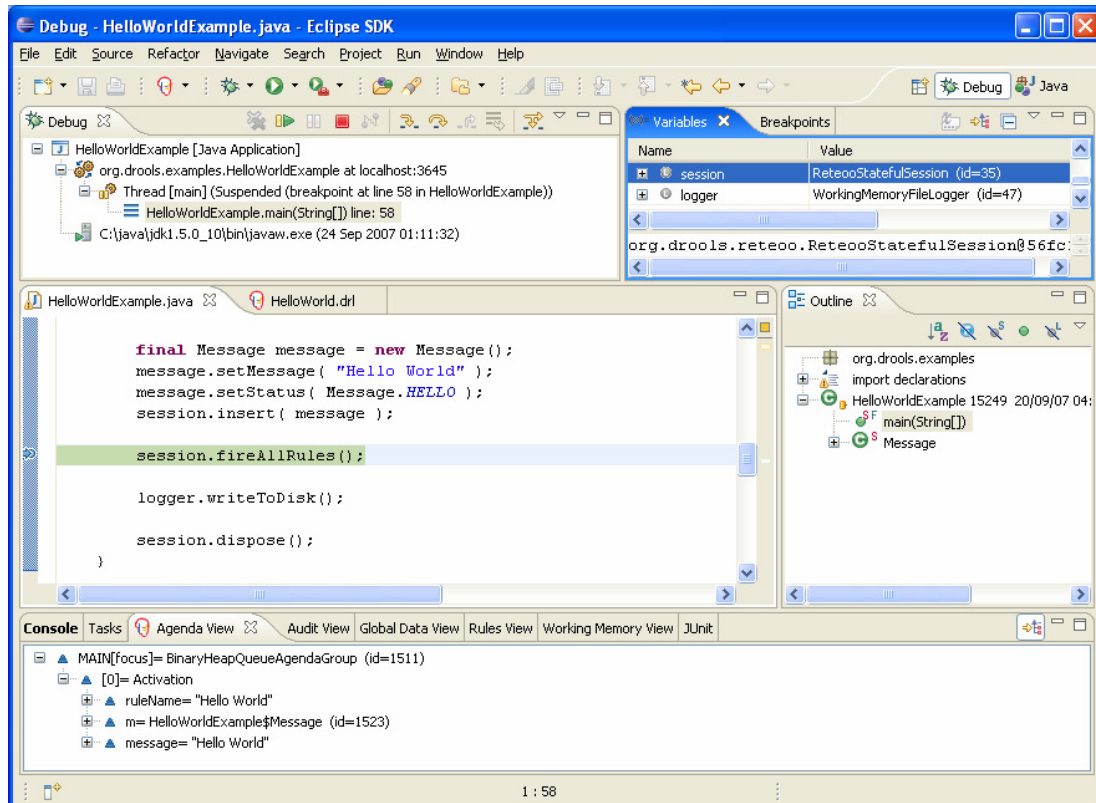 Debug - HelloWorldExample.java - Eclipse SDK
File Edit Source Refactor Navigate Search Project Run Window Help
Debug Java
Debug
HelloWorldExample [Java Application]
org.drools.examples.HelloWorldExample at localhost:3645
Thread [main] (Suspended (breakpoint at line 58 in HelloWorldExample))
HelloWorldExample.main(String[]) line: 58
C:\java\jdk1.5.0_10\bin\javaw.exe (24 Sep 2007 01:11:32)
Variables Breakpoints
Name Value
session ReteooStatefulSession (id=35)
logger WorkingMemoryFileLogger (id=47)
org.drools.reteoo.ReteooStatefulSession@56fc
HelloWorldExample.java HelloWorld.drl
final Message message = new Message();
message.setMessage( "Hello World" );
message.setStatus( Message.HELLO );
session.insert( message );
session.fireAllRules();
logger.writeToDisk();
session.dispose();
}
Outline
org.drools.examples
import declarations
HelloWorldExample 15249 20/09/07 04:
main(String[])
Message
Console Tasks Agenda View Audit View Global Data View Rules View Working Memory View JUnit
MAIN[focus]= BinaryHeapQueueAgendaGroup (id=1511)
[0]= Activation
ruleName= "Hello World"
m= HelloWorldExample$Message (id=1523)
message= "Hello World"
1 : 58